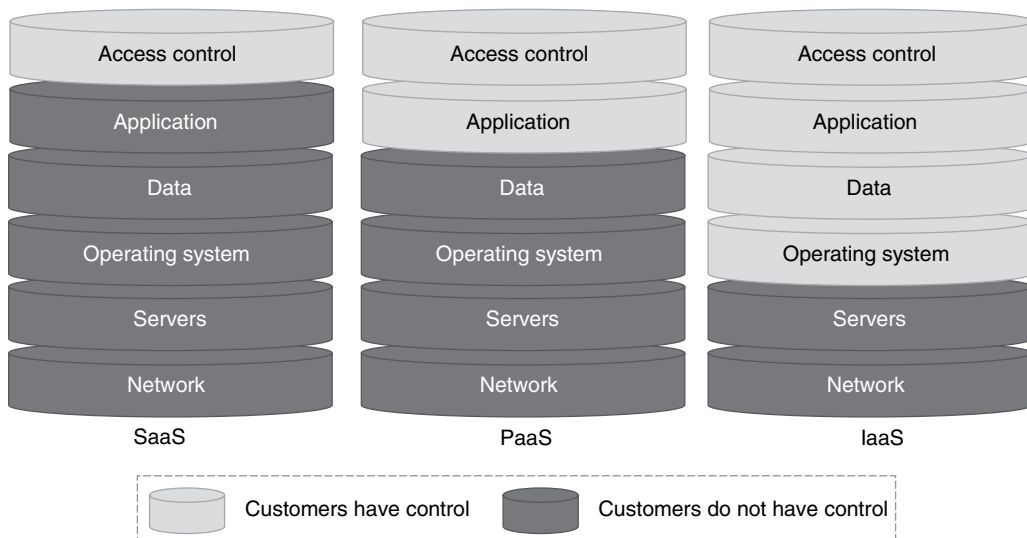 Access control
Application
Data
Operating system
Servers
Network
SaaS
Access control
Application
Data
Operating system
Servers
Network
PaaS
Access control
Application
Data
Operating system
Servers
Network
IaaS
Customers have control
Customers do not have control